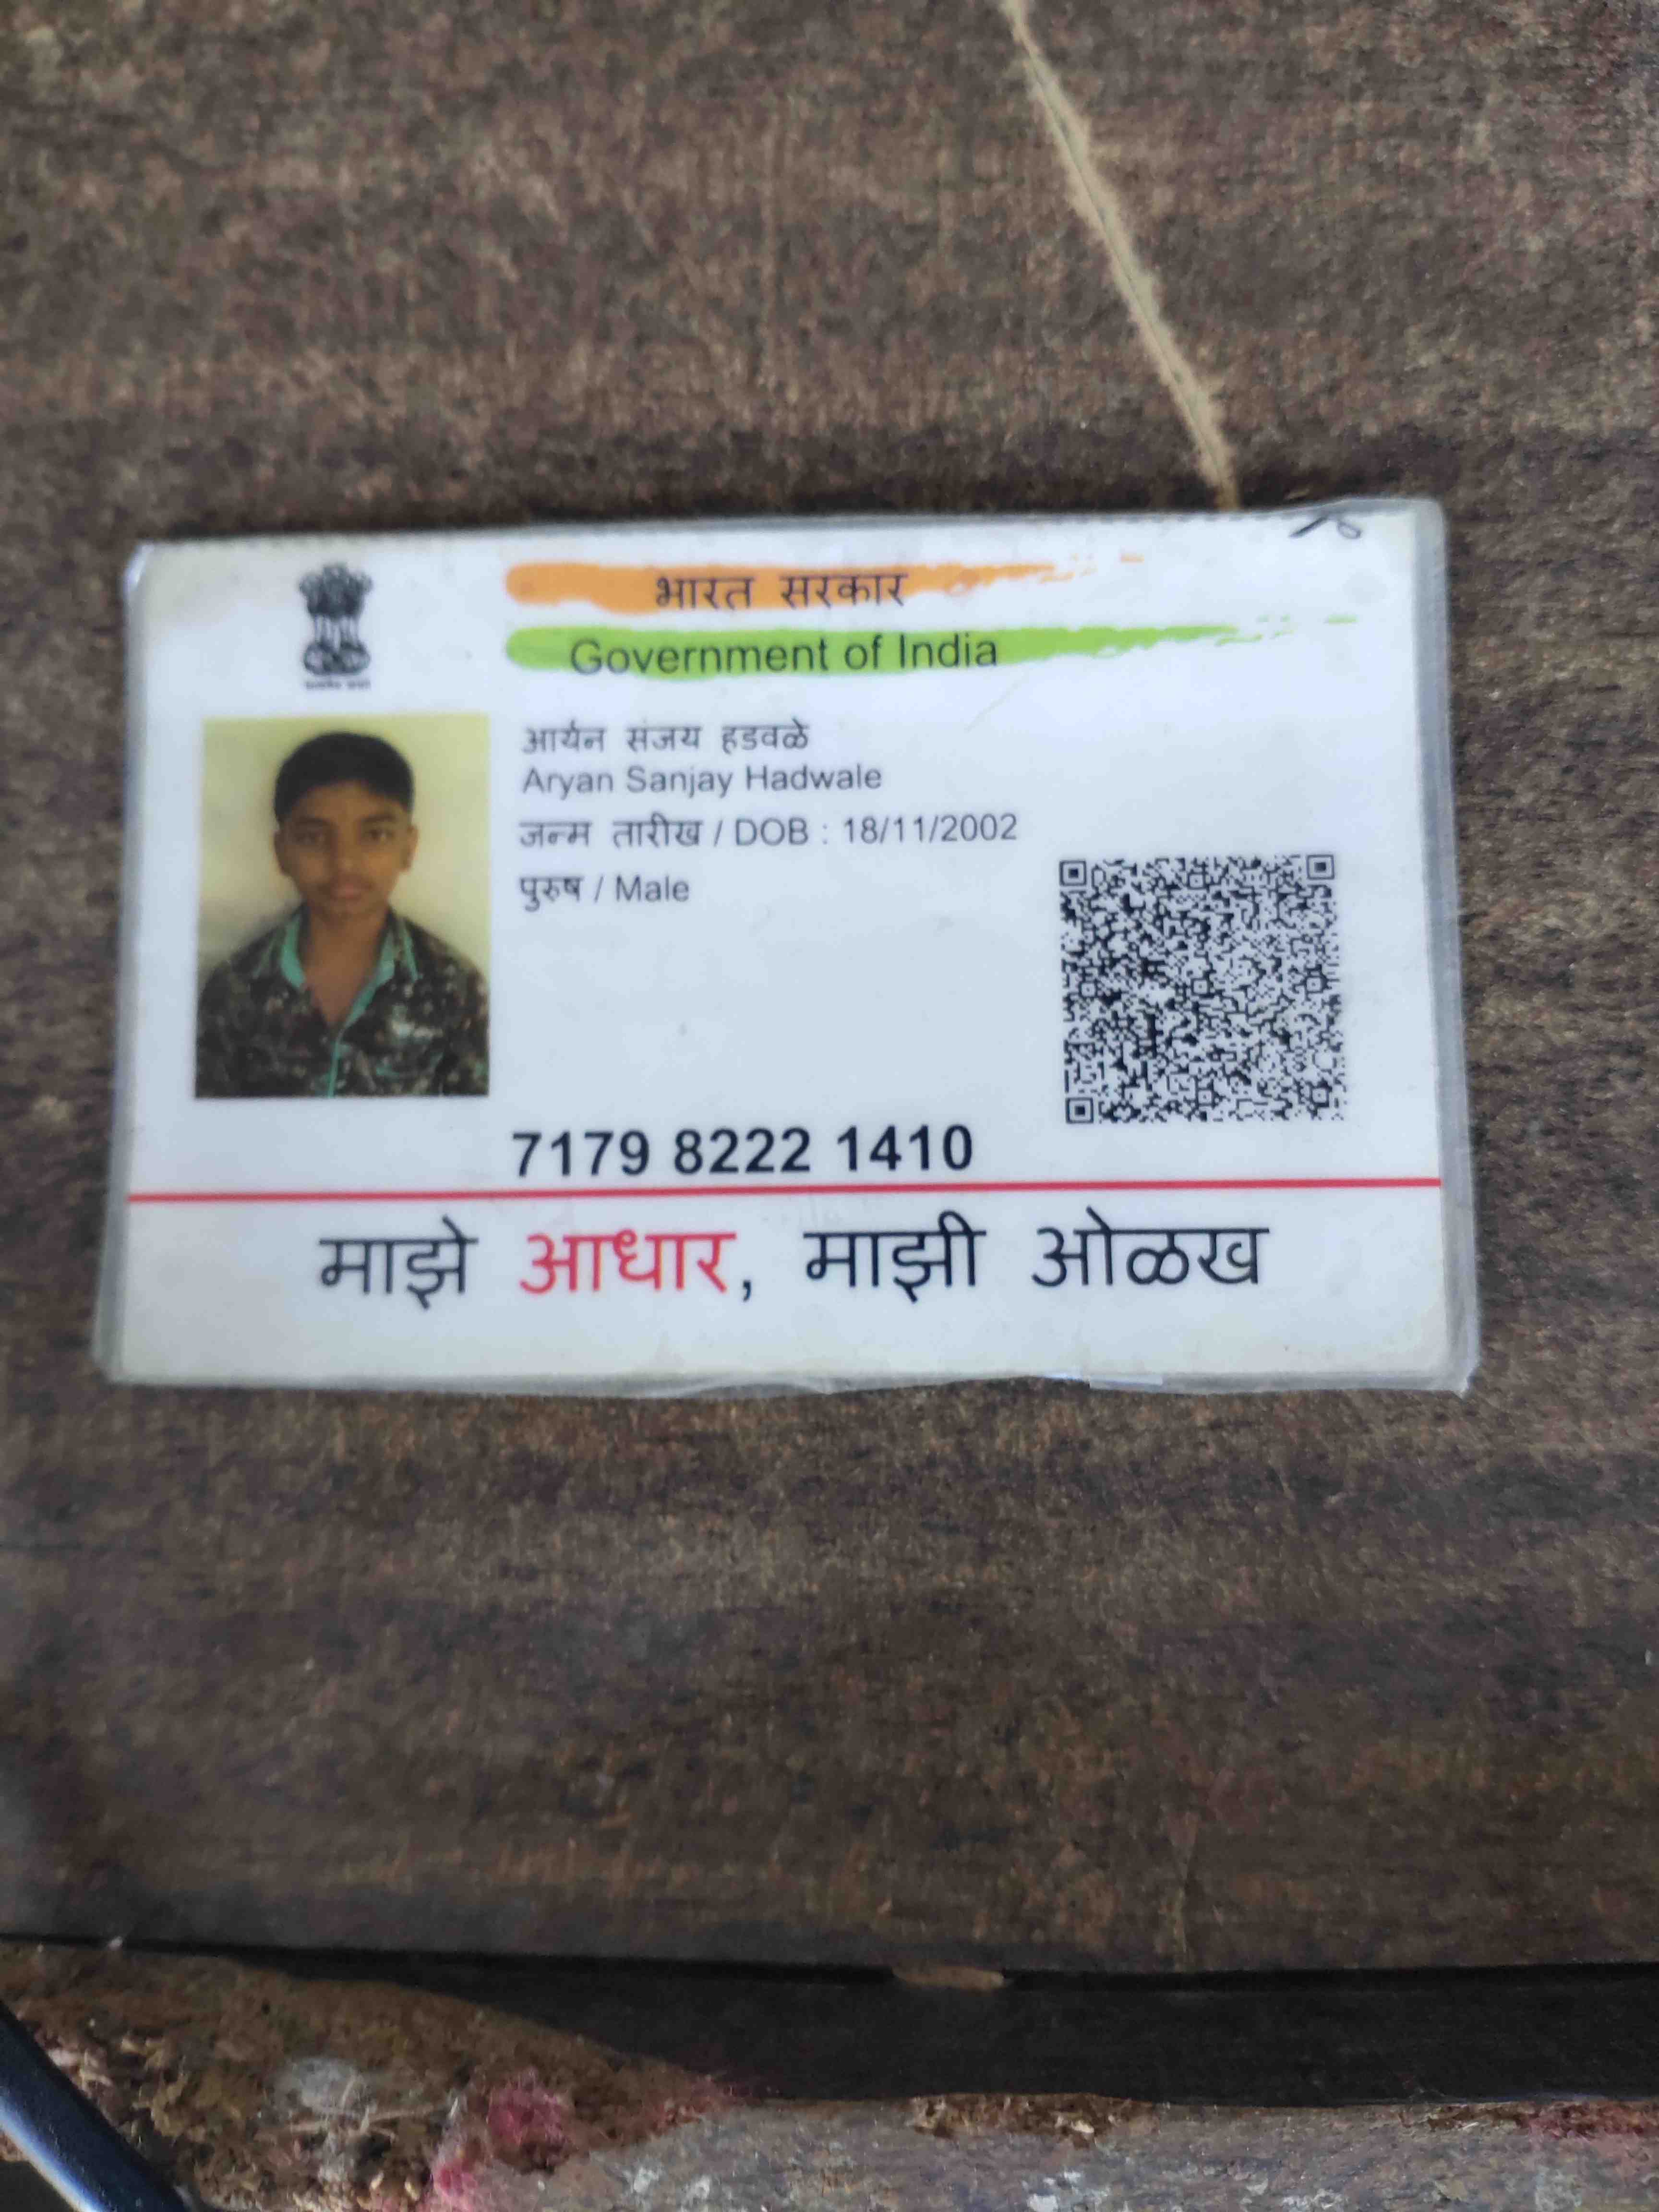 भारत सरकार
Government of India
आर्यन संजय हडवळे
Aryan Sanjay Hadwale
जन्म तारीख / DOB : 18/11/2002
पुरुष / Male
7179 8222 1410
माझे आधार, माझी ओळख